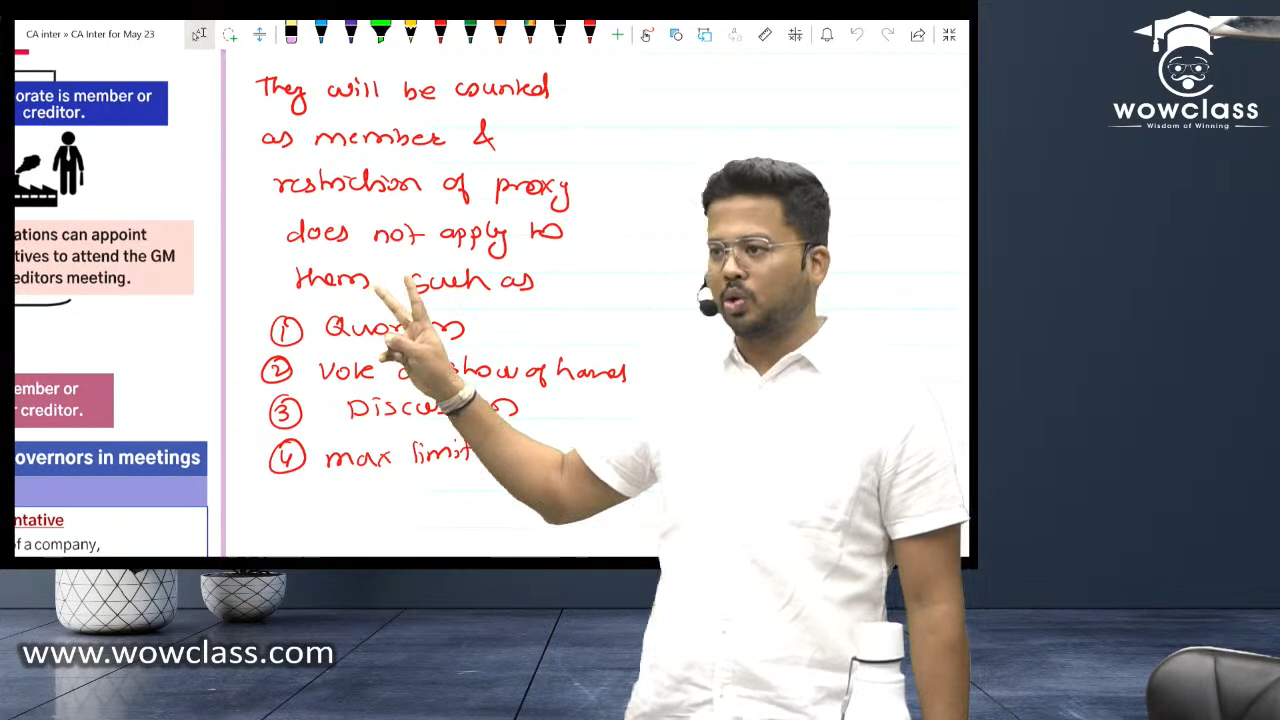 CA inter » CA Inter for May 23
orate is member or
creditor.
ations can appoint
tives to attend the GM
editors meeting.
ember or
creditor.
overnors in meetings
ntative
of a company,
They will be counted
as member &
restriction of proxy
does not apply to
them such as
① 
② Vote show of hands
③ 
④ max limit
wowclass
Wisdom of Winning
www.wowclass.com